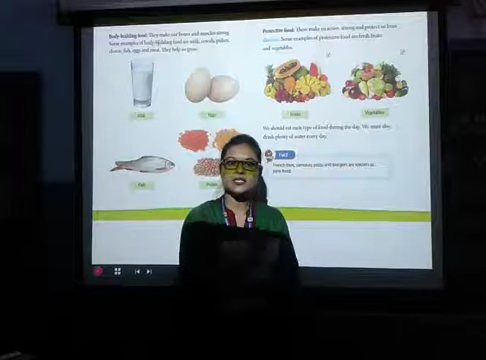 Body-building food: They make our bones and muscles strong.
Some examples of body-building food are milk, cereals, pulses,
cheese, fish, eggs and meat. They help us grow.
Milk
Eggs
Fish
Pulses
Protective food: They make us active, strong and protect us from
diseases. Some examples of protective food are fresh fruits
and vegetables.
Fruits
Vegetables
We should eat each type of food during the day. We must also
drink plenty of water every day.
Fact
French fries, samosas, pizza and burgers are known as
junk food.